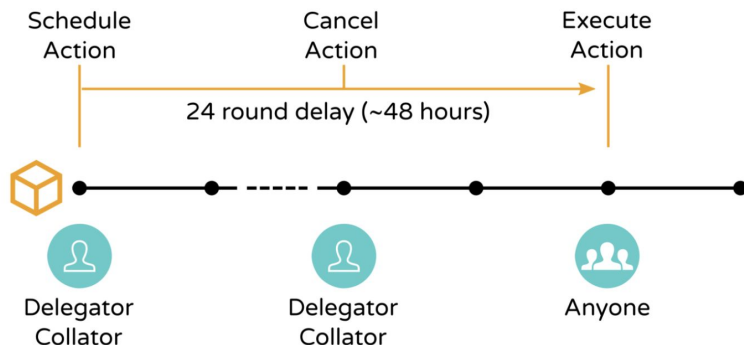 Schedule
Action
Cancel
Action
Execute
Action
24 round delay (~48 hours)
Delegator
Collator
Delegator
Collator
Anyone